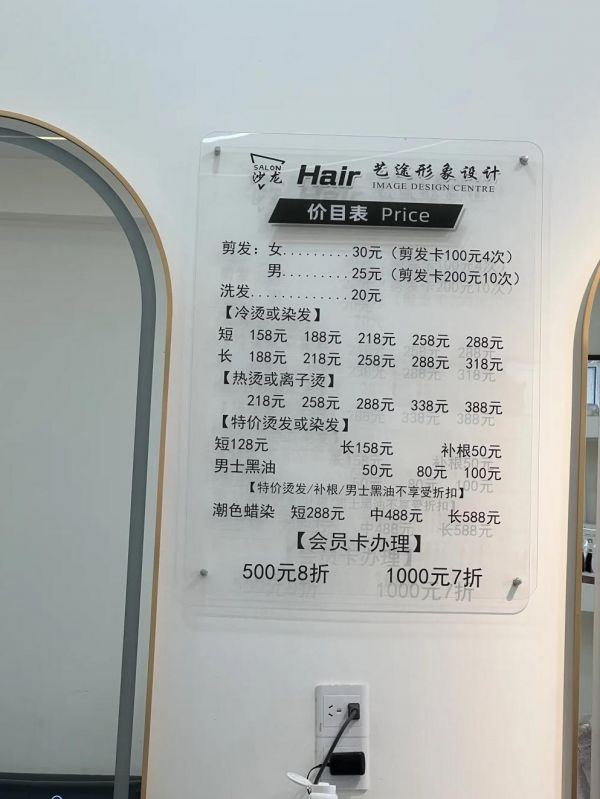 SALON
沙龙
Hair 艺途形象设计
IMAGE DESIGN CENTRE
价目表 Price
剪发：女.........30元（剪发卡100元4次）
男.........25元（剪发卡200元10次）
洗发.............20元
【冷烫或染发】
短 158元 188元 218元 258元 288元
长 188元 218元 258元 288元 318元
【热烫或离子烫】
218元 258元 288元 338元 388元
【特价烫发或染发】
短128元 长158元 补根50元
男士黑油 50元 80元 100元
【特价烫发/补根/男士黑油不享受折扣】
潮色蜡染 短288元 中488元 长588元
【会员卡办理】
500元8折 1000元7折